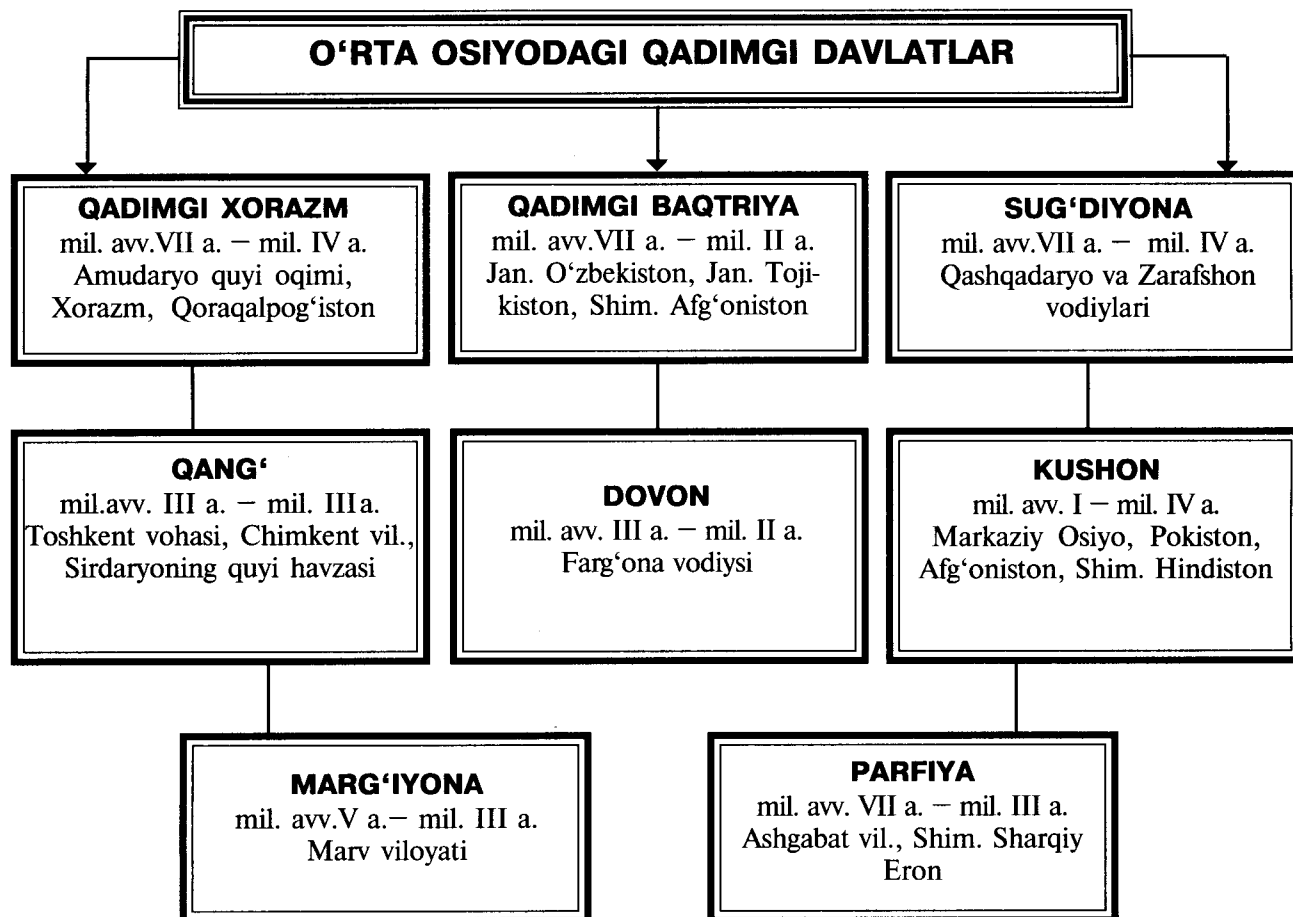 O‘RTA OSIYODAGI QADIMGI DAVLATLAR
QADIMGI XORAZM
mil. avv.VII a. – mil. IV a.
Amudaryo quyi oqimi,
Xorazm, Qoraqalpog‘iston
QADIMGI BAQTRIYA
mil. avv.VII a. – mil. II a.
Jan. O‘zbekiston, Jan. Toji-
kiston, Shim. Afg‘oniston
SUG‘DIYONA
mil. avv.VII a. – mil. IV a.
Qashqadaryo va Zarafshon
vodiylari
QANG‘
mil.avv. III a. – mil. III a.
Toshkent vohasi, Chimkent vil.,
Sirdaryoning quyi havzasi
DOVON
mil. avv. III a. – mil. II a.
Farg‘ona vodiysi
KUSHON
mil. avv. I – mil. IV a.
Markaziy Osiyo, Pokiston,
Afg‘oniston, Shim. Hindiston
MARG‘IYONA
mil. avv.V a.– mil. III a.
Marv viloyati
PARFIYA
mil. avv. VII a. – mil. III a.
Ashgabat vil., Shim. Sharqiy
Eron